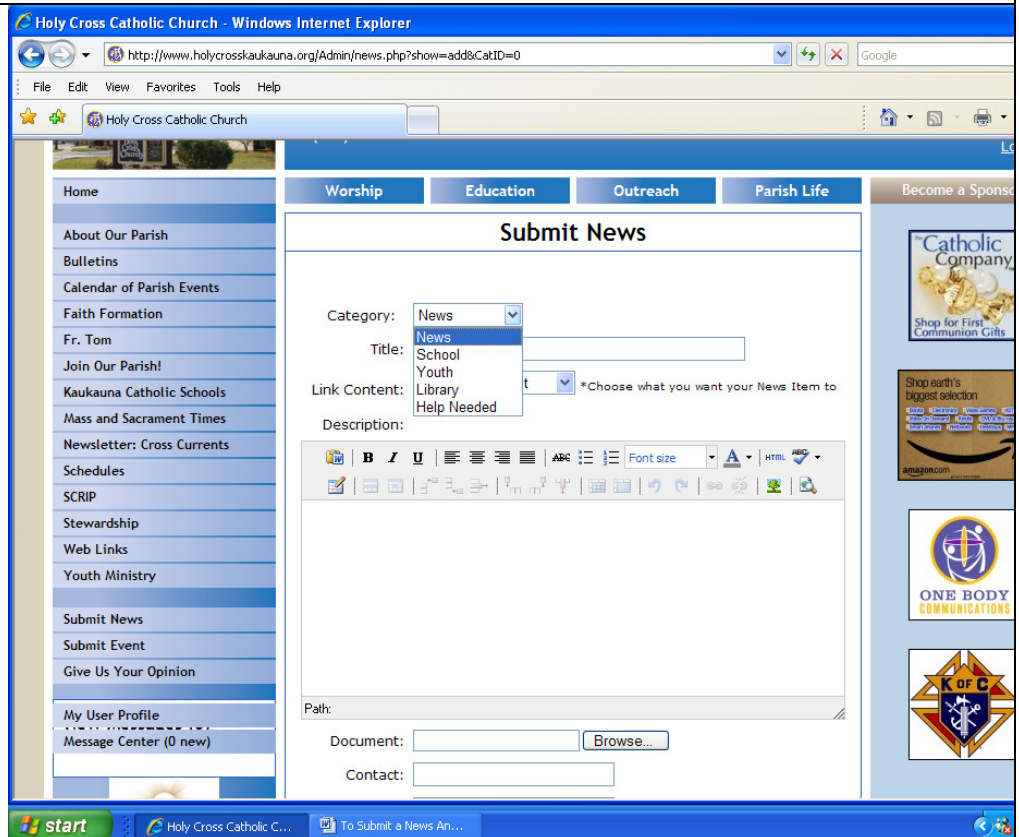 Holy Cross Catholic Church - Windows Internet Explorer
http://www.holycrosskaukauna.org/Admin/news.php?show=add&CatID=0
Google
File Edit View Favorites Tools Help
Holy Cross Catholic Church
Lo
Home
About Our Parish
Bulletins
Calendar of Parish Events
Faith Formation
Fr. Tom
Join Our Parish!
Kaukauna Catholic Schools
Mass and Sacrament Times
Newsletter: Cross Currents
Schedules
SCRIP
Stewardship
Web Links
Youth Ministry
Submit News
Submit Event
Give Us Your Opinion
My User Profile
Message Center (0 new)
Worship Education Outreach Parish Life
Submit News
Category: News
News
School
Youth
Library
Help Needed
Title:
Link Content: t *Choose what you want your News Item to
Description:
B I U ABC Font size A HTML ABC
Path:
Document: Browse...
Contact:
Become a Sponso
The Catholic
Company
Shop for First
Communion Gifts
Shop earth's
biggest selection
amazon.com
ONE BODY
COMMUNICATIONS
K OF C
start Holy Cross Catholic C... To Submit a News An...